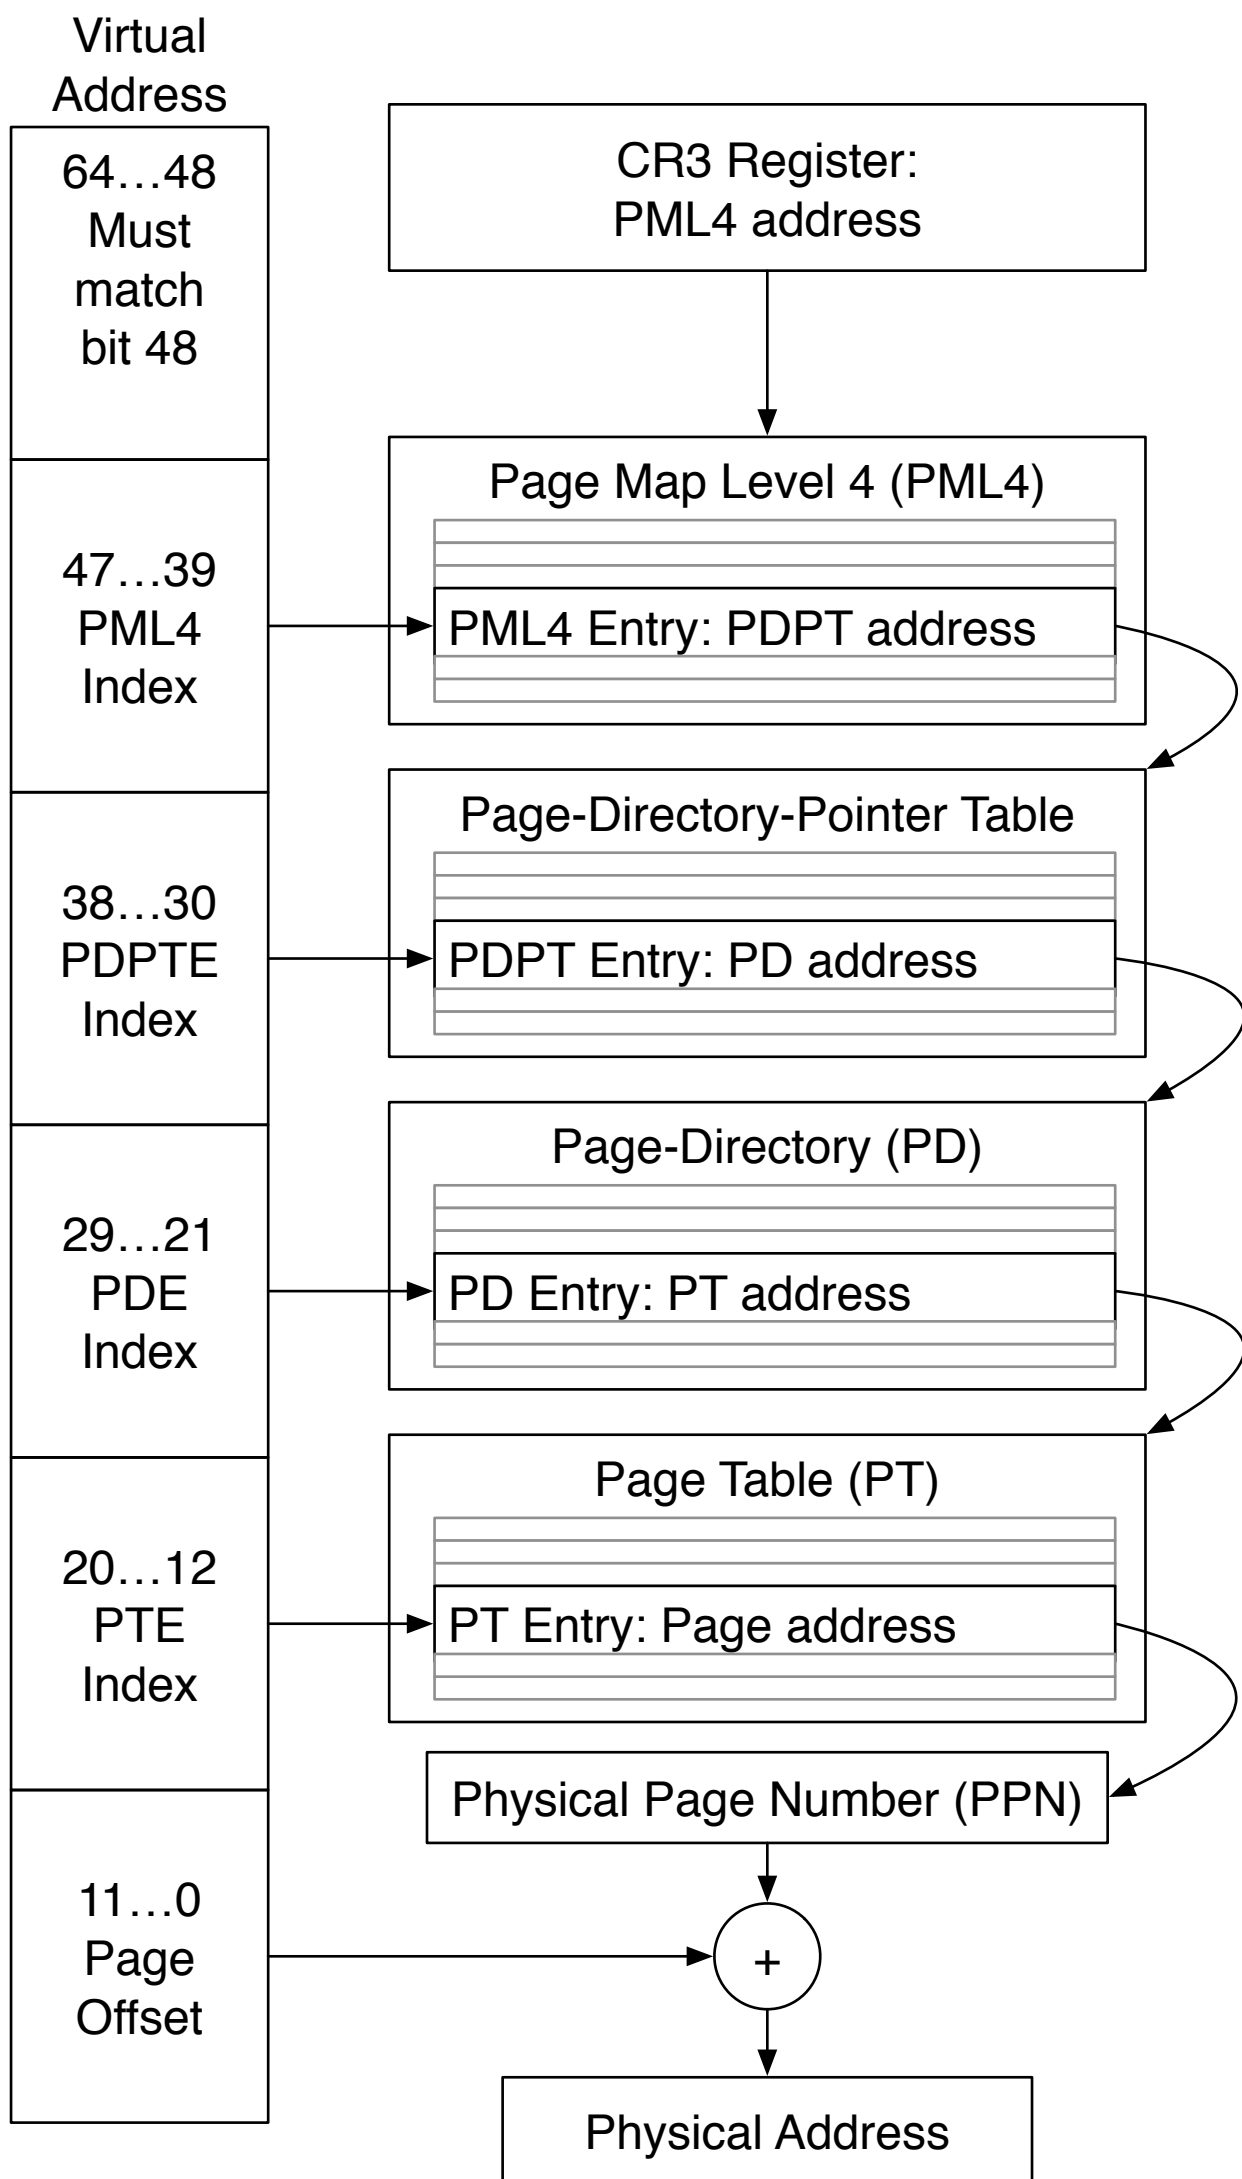 Virtual
Address
64…48
Must
match
bit 48
CR3 Register:
PML4 address
47…39
PML4
Index
Page Map Level 4 (PML4)
PML4 Entry: PDPT address
38…30
PDPTE
Index
Page-Directory-Pointer Table
PDPT Entry: PD address
29…21
PDE
Index
Page-Directory (PD)
PD Entry: PT address
20…12
PTE
Index
Page Table (PT)
PT Entry: Page address
Physical Page Number (PPN)
11…0
Page
Offset
+
Physical Address